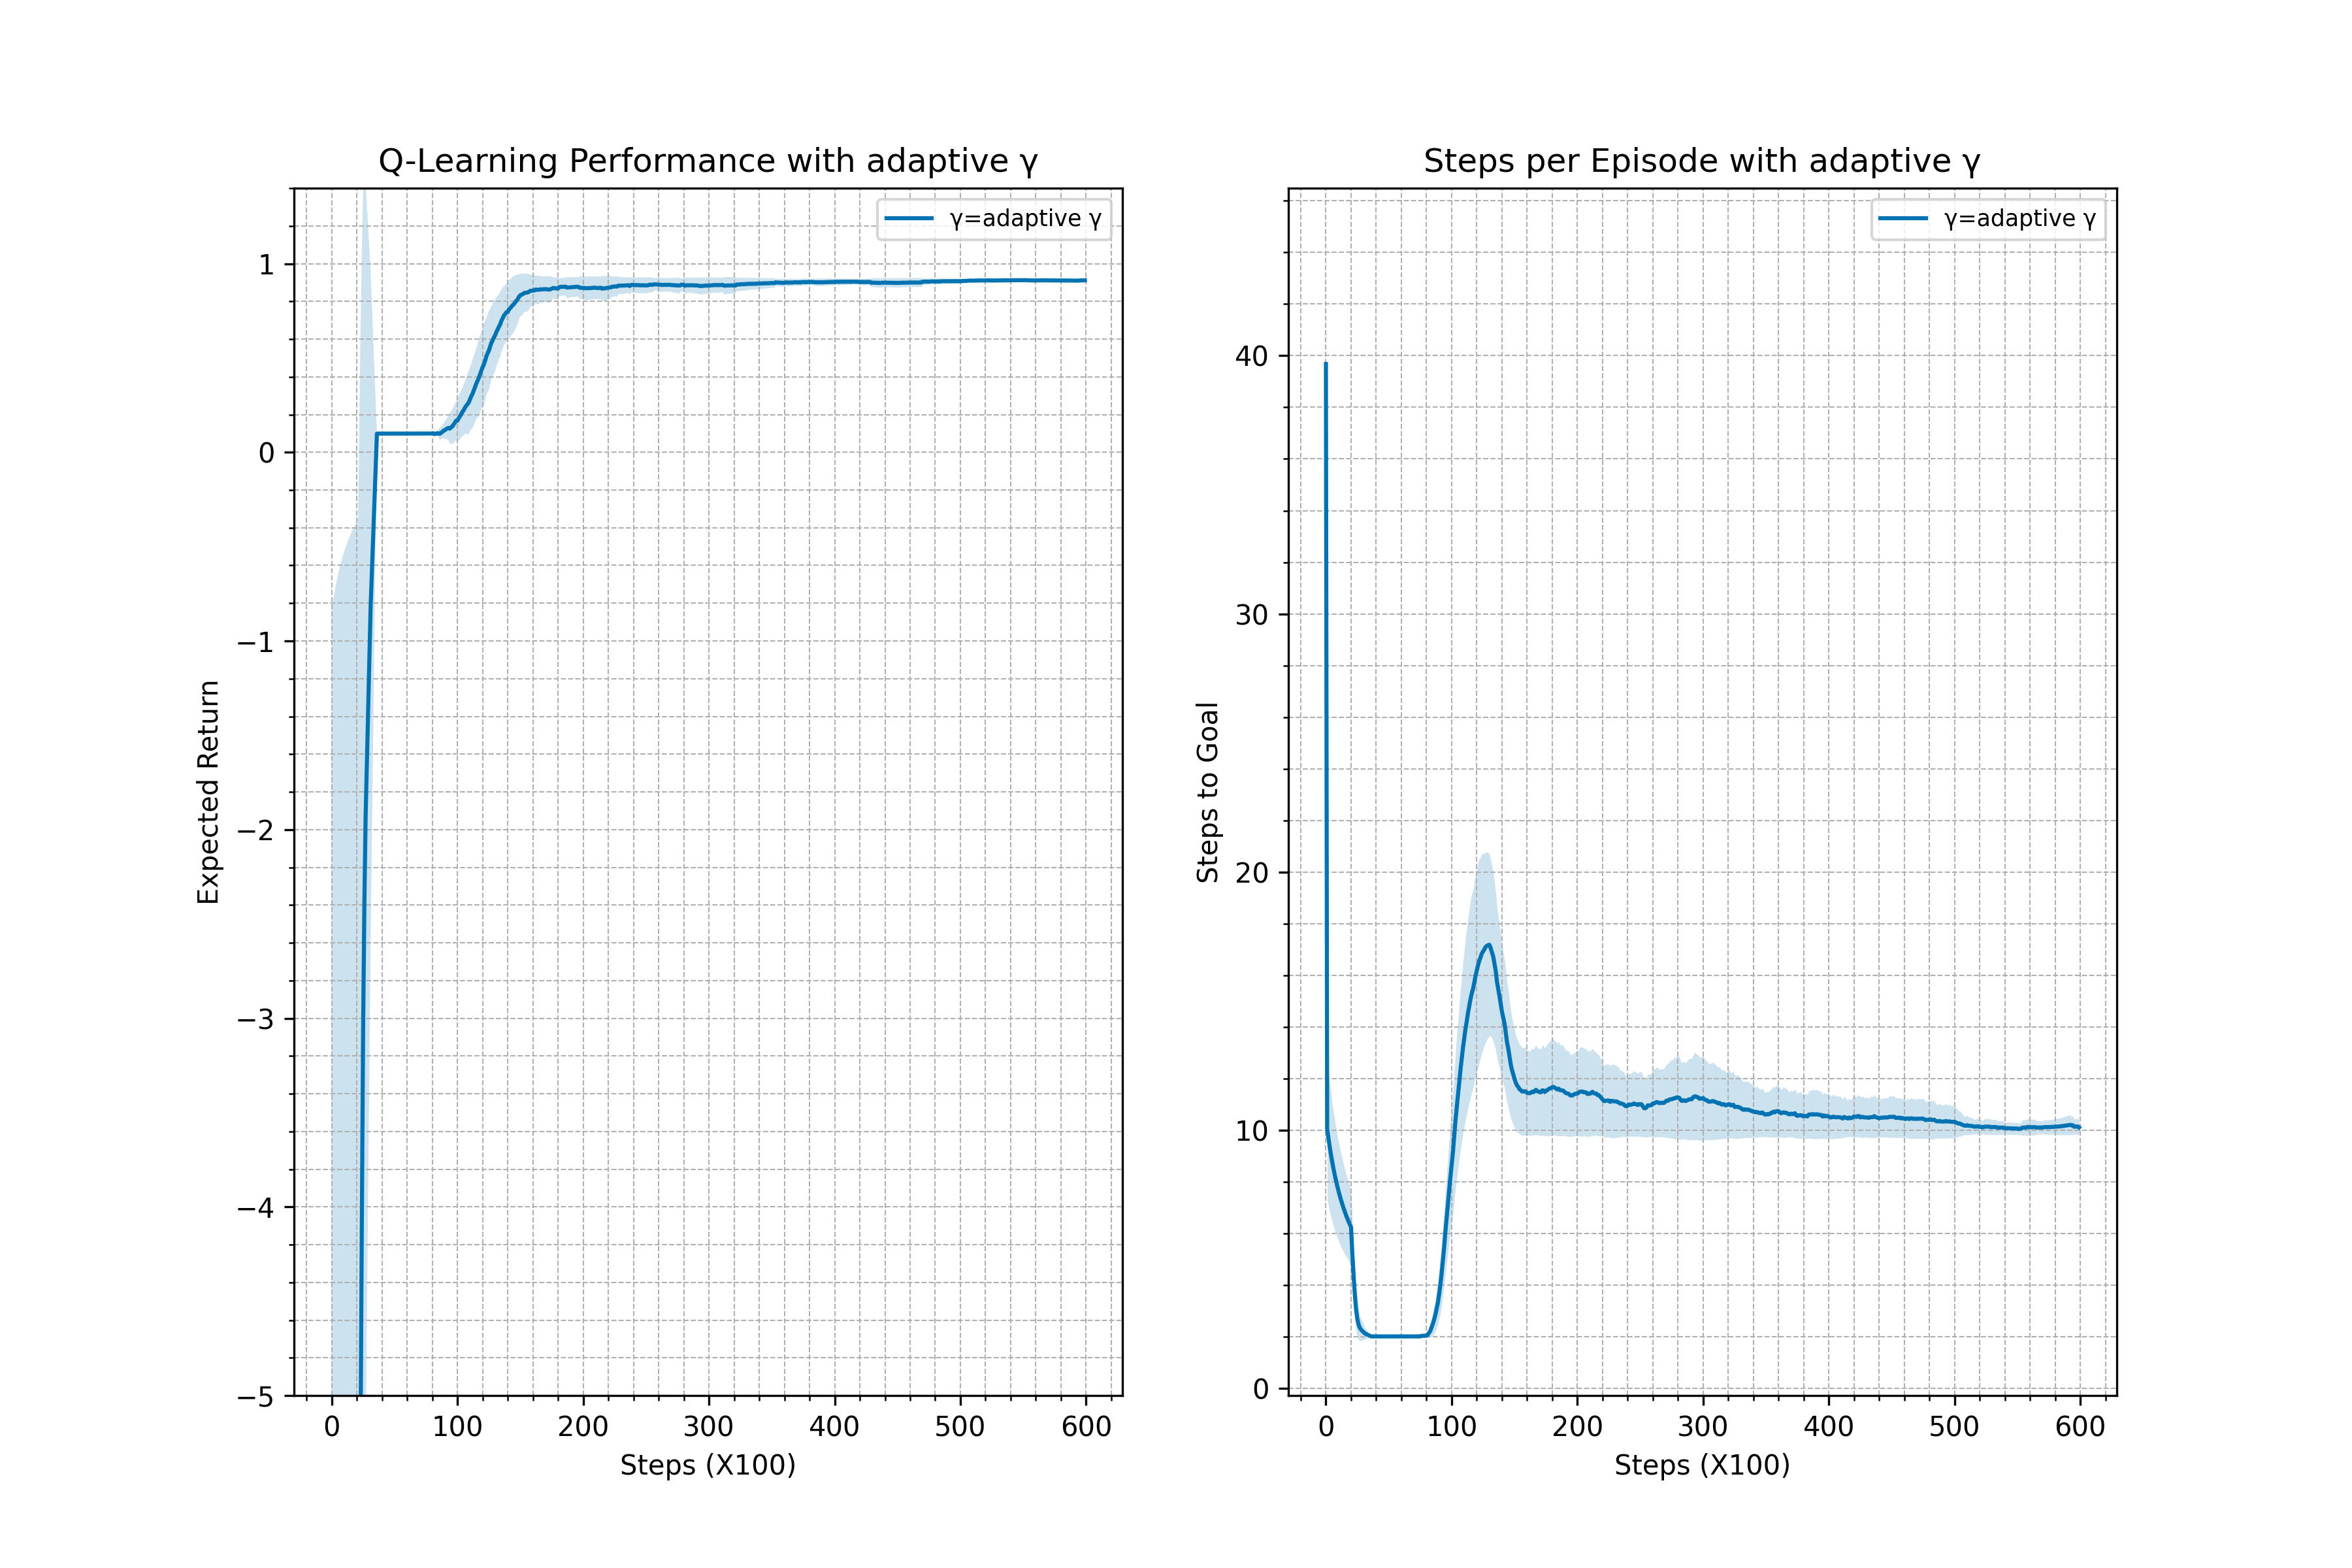 Q-Learning Performance with adaptive γ
γ=adaptive γ
Expected Return
1
0
−1
−2
−3
−4
−5
0 100 200 300 400 500 600
Steps (X100)
Steps per Episode with adaptive γ
γ=adaptive γ
Steps to Goal
40
30
20
10
0
0 100 200 300 400 500 600
Steps (X100)